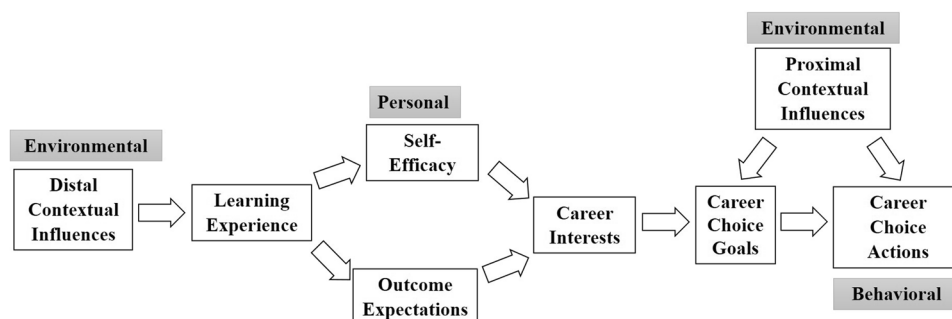 Environmental
Distal
Contextual
Influences
Learning
Experience
Personal
Self-
Efficacy
Outcome
Expectations
Career
Interests
Environmental
Proximal
Contextual
Influences
Career
Choice
Goals
Career
Choice
Actions
Behavioral